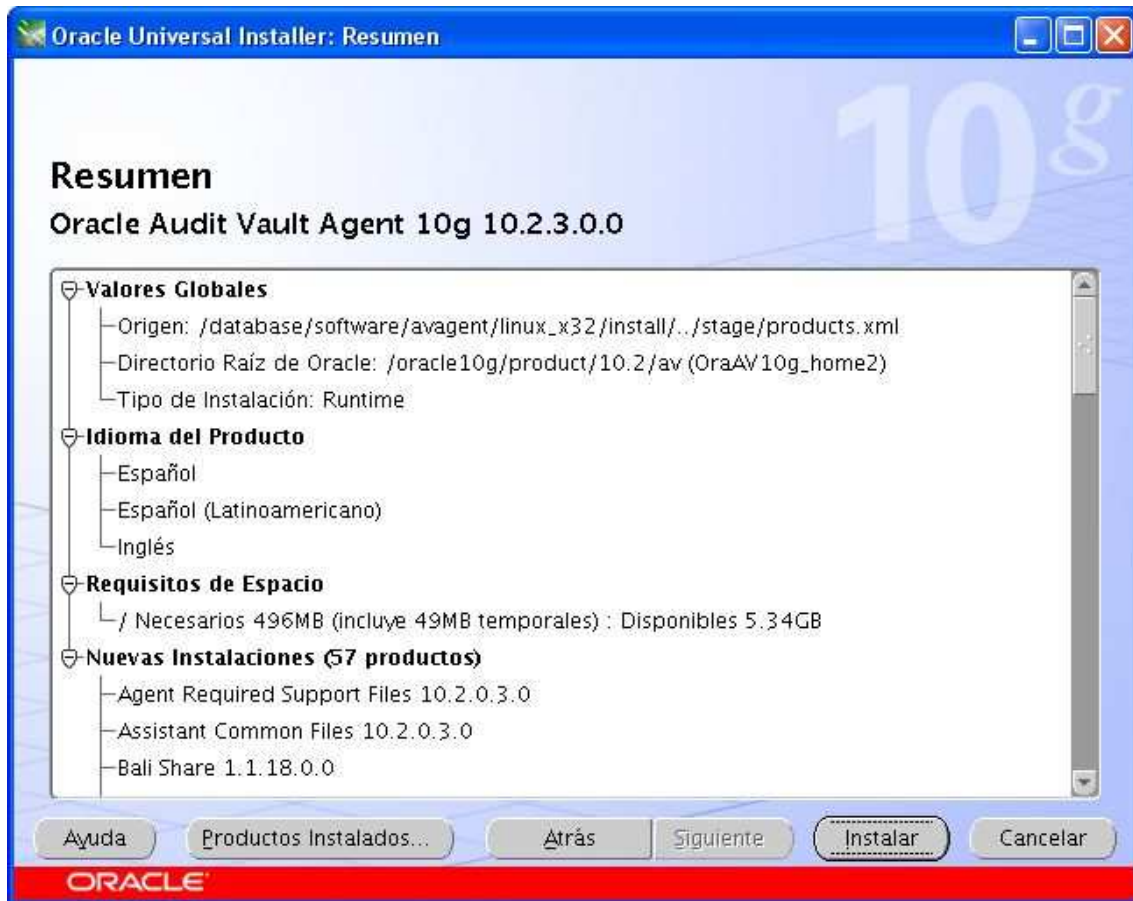 Oracle Universal Installer: Resumen
10g
Resumen
Oracle Audit Vault Agent 10g 10.2.3.0.0
Valores Globales
Origen: /database/software/avagent/linux_x32/install/../stage/products.xml
Directorio Raíz de Oracle: /oracle10g/product/10.2/av (OraAV10g_home2)
Tipo de Instalación: Runtime
Idioma del Producto
Español
Español (Latinoamericano)
Inglés
Requisitos de Espacio
/ Necesarios 496MB (incluye 49MB temporales) : Disponibles 5.34GB
Nuevas Instalaciones (57 productos)
Agent Required Support Files 10.2.0.3.0
Assistant Common Files 10.2.0.3.0
Bali Share 1.1.18.0.0
Ayuda Productos Instalados... Atrás Siguiente Instalar Cancelar
ORACLE